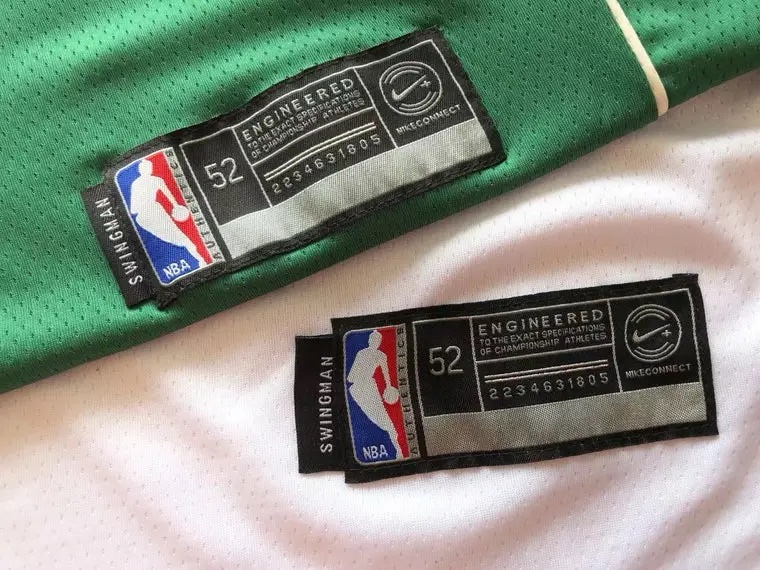 SWINGMAN
NBA
AUTHENTICS
52
ENGINEERED
TO THE EXACT SPECIFICATIONS
OF CHAMPIONSHIP ATHLETES
2234631805
NIKECONNECT
SWINGMAN
NBA
AUTHENTICS
52
ENGINEERED
TO THE EXACT SPECIFICATIONS
OF CHAMPIONSHIP ATHLETES
2234631805
NIKECONNECT